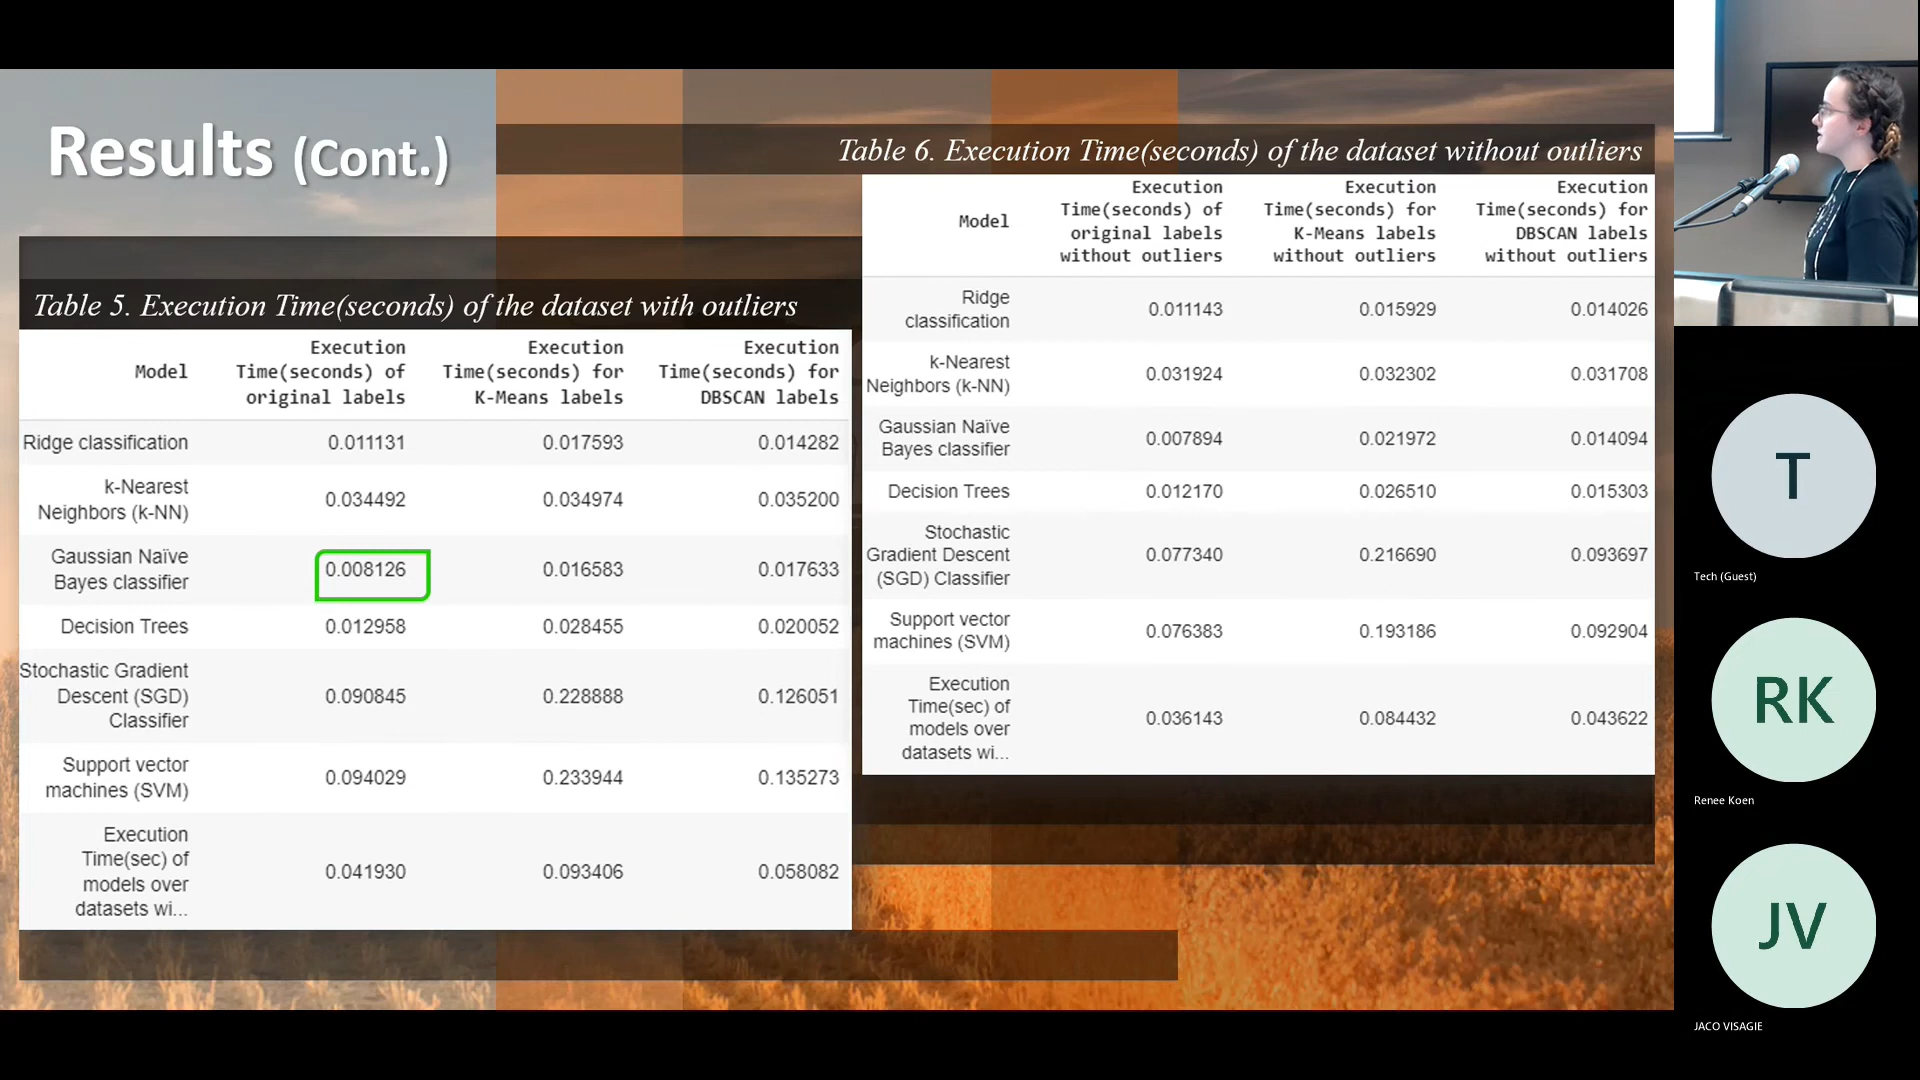 Results (Cont.)
Table 5. Execution Time(seconds) of the dataset with outliers
Model
Execution
Time(seconds) of
original labels
Execution
Time(seconds) for
K-Means labels
Execution
Time(seconds) for
DBSCAN labels
Ridge classification
0.011131
0.017593
0.014282
k-Nearest
Neighbors (k-NN)
0.034492
0.034974
0.035200
Gaussian Naïve
Bayes classifier
0.008126
0.016583
0.017633
Decision Trees
0.012958
0.028455
0.020052
Stochastic Gradient
Descent (SGD)
Classifier
0.090845
0.228888
0.126051
Support vector
machines (SVM)
0.094029
0.233944
0.135273
Execution
Time(sec) of
models over
datasets wi...
0.041930
0.093406
0.058082
Table 6. Execution Time(seconds) of the dataset without outliers
Model
Execution
Time(seconds) of
original labels
without outliers
Execution
Time(seconds) for
K-Means labels
without outliers
Execution
Time(seconds) for
DBSCAN labels
without outliers
Ridge
classification
0.011143
0.015929
0.014026
k-Nearest
Neighbors (k-NN)
0.031924
0.032302
0.031708
Gaussian Naïve
Bayes classifier
0.007894
0.021972
0.014094
Decision Trees
0.012170
0.026510
0.015303
Stochastic
Gradient Descent
(SGD) Classifier
0.077340
0.216690
0.093697
Support vector
machines (SVM)
0.076383
0.193186
0.092904
Execution
Time(sec) of
models over
datasets wi...
0.036143
0.084432
0.043622
T
Tech (Guest)
RK
Renee Koen
JV
JACO VISAGIE